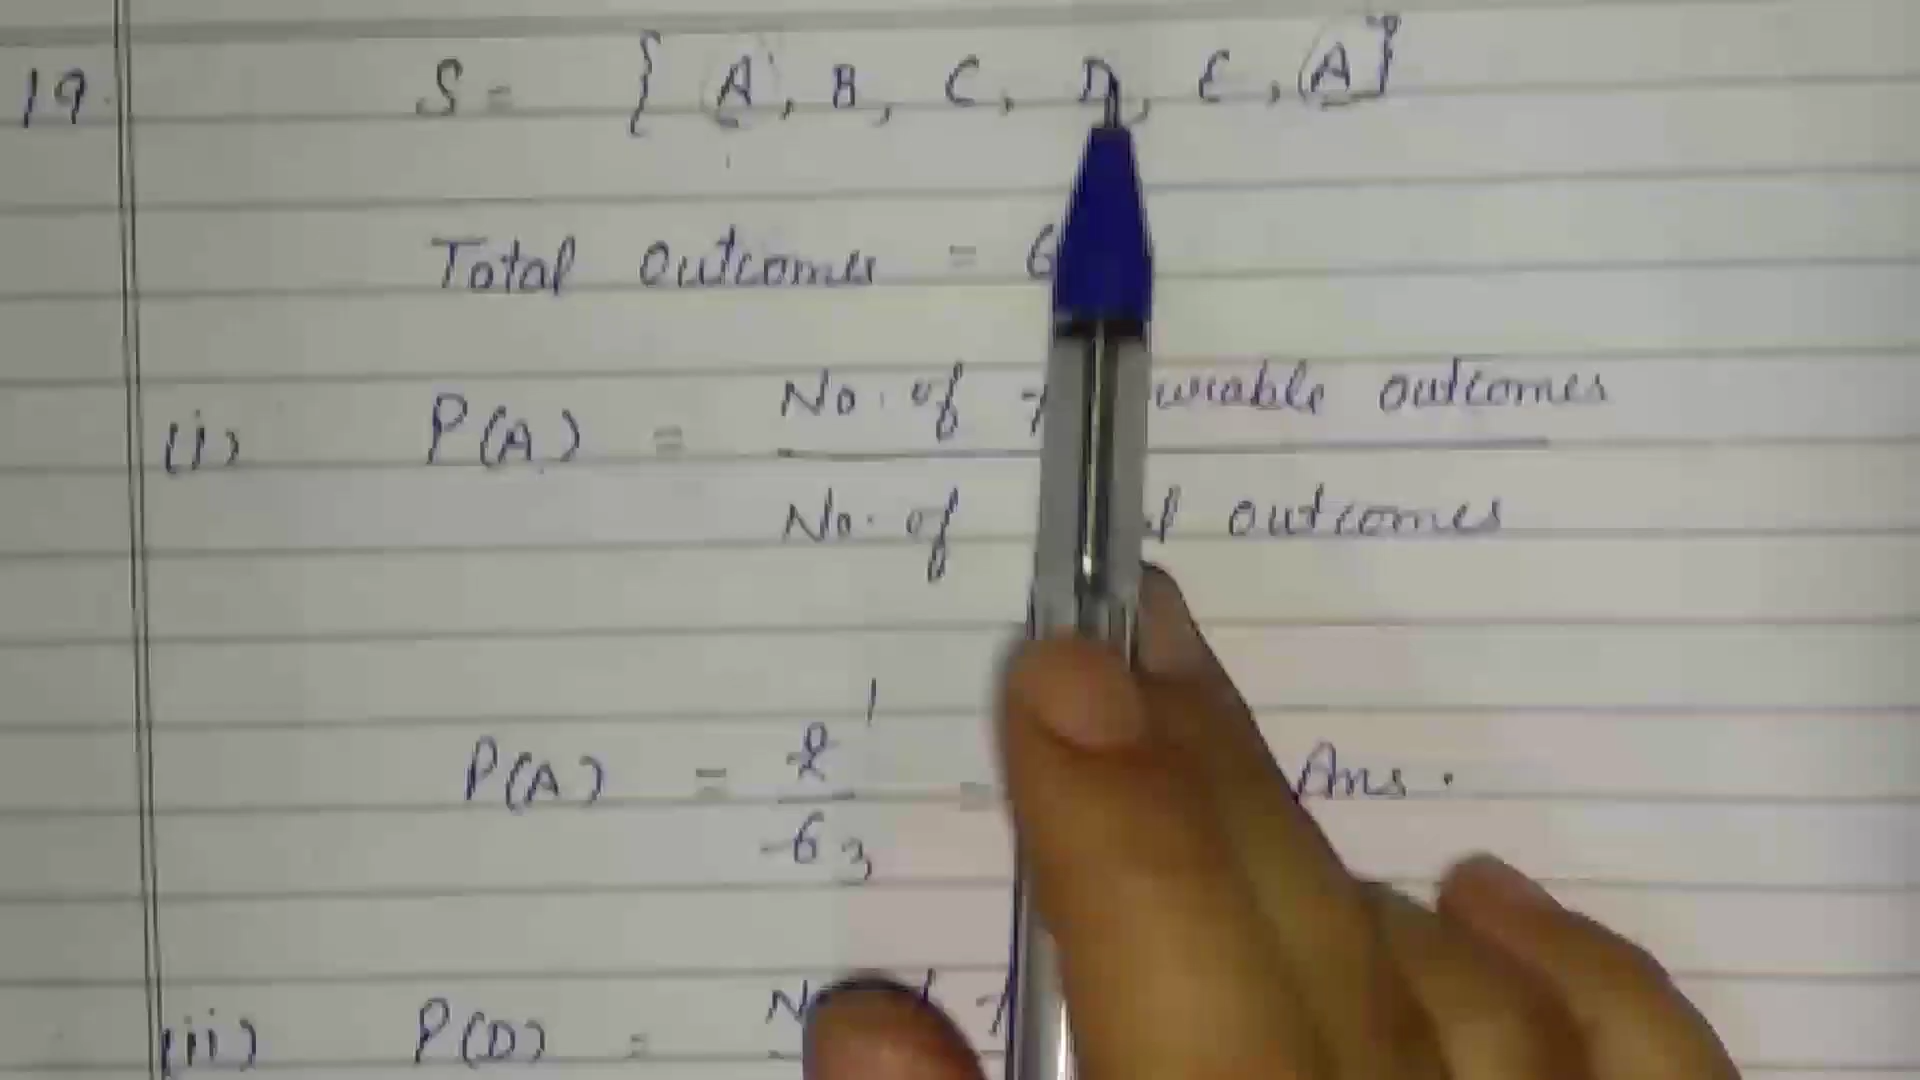 19. S = { A, B, C, D, E, A }
Total outcomes = 6
(i) P(A) = No. of outcomes
No. of outcomes
P(A) = 2 1 = Ans.
6 3
(ii) P(D) =